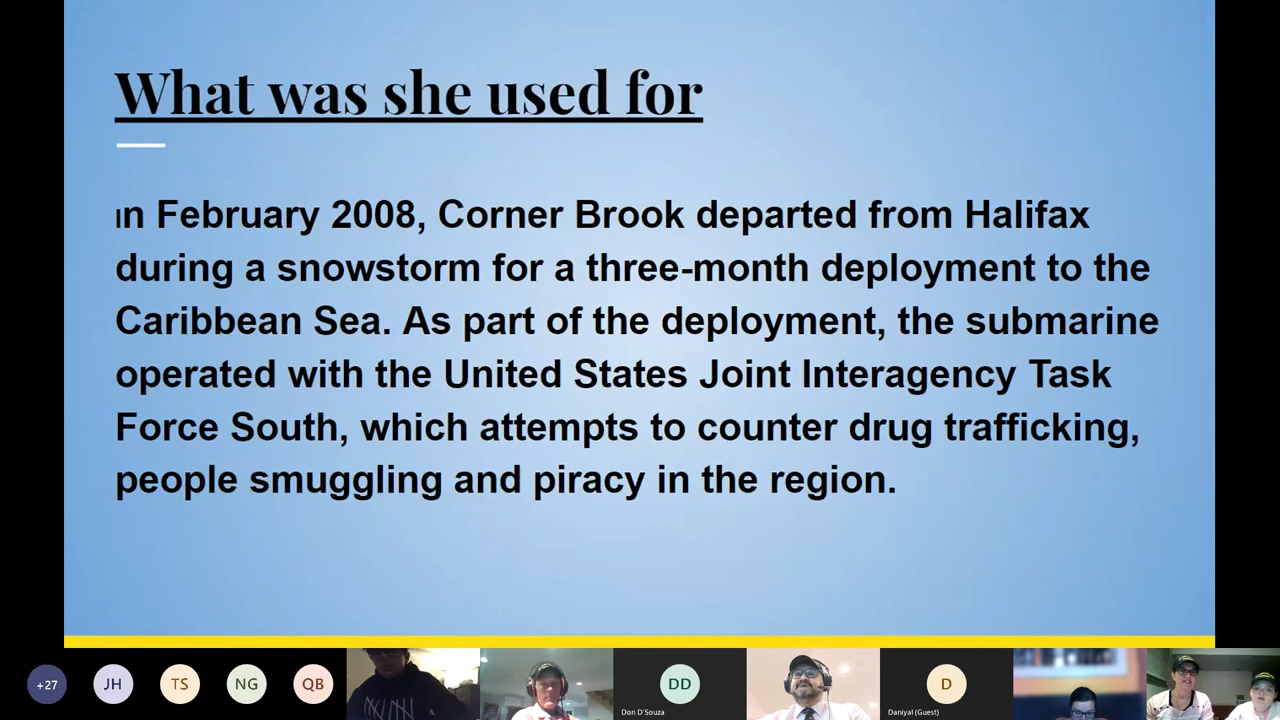 What was she used for
In February 2008, Corner Brook departed from Halifax
during a snowstorm for a three-month deployment to the
Caribbean Sea. As part of the deployment, the submarine
operated with the United States Joint Interagency Task
Force South, which attempts to counter drug trafficking,
people smuggling and piracy in the region.
+27
JH
TS
NG
QB
DD
Don D'Souza
D
Daniyal (Guest)